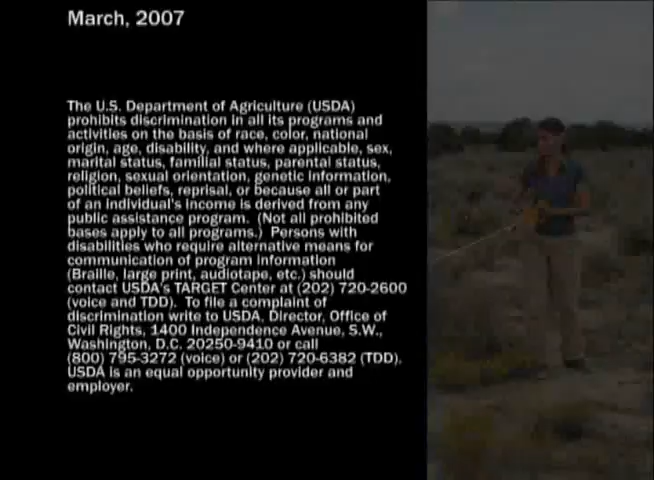 March, 2007
The U.S. Department of Agriculture (USDA)
prohibits discrimination in all its programs and
activities on the basis of race, color, national
origin, age, disability, and where applicable, sex,
marital status, familial status, parental status,
religion, sexual orientation, genetic information,
political beliefs, reprisal, or because all or part
of an individual's income is derived from any
public assistance program. (Not all prohibited
bases apply to all programs.) Persons with
disabilities who require alternative means for
communication of program information
(Braille, large print, audiotape, etc.) should
contact USDA's TARGET Center at (202) 720-2600
(voice and TDD). To file a complaint of
discrimination write to USDA, Director, Office of
Civil Rights, 1400 Independence Avenue, S.W.,
Washington, D.C. 20250-9410 or call
(800) 795-3272 (voice) or (202) 720-6382 (TDD).
USDA is an equal opportunity provider and
employer.